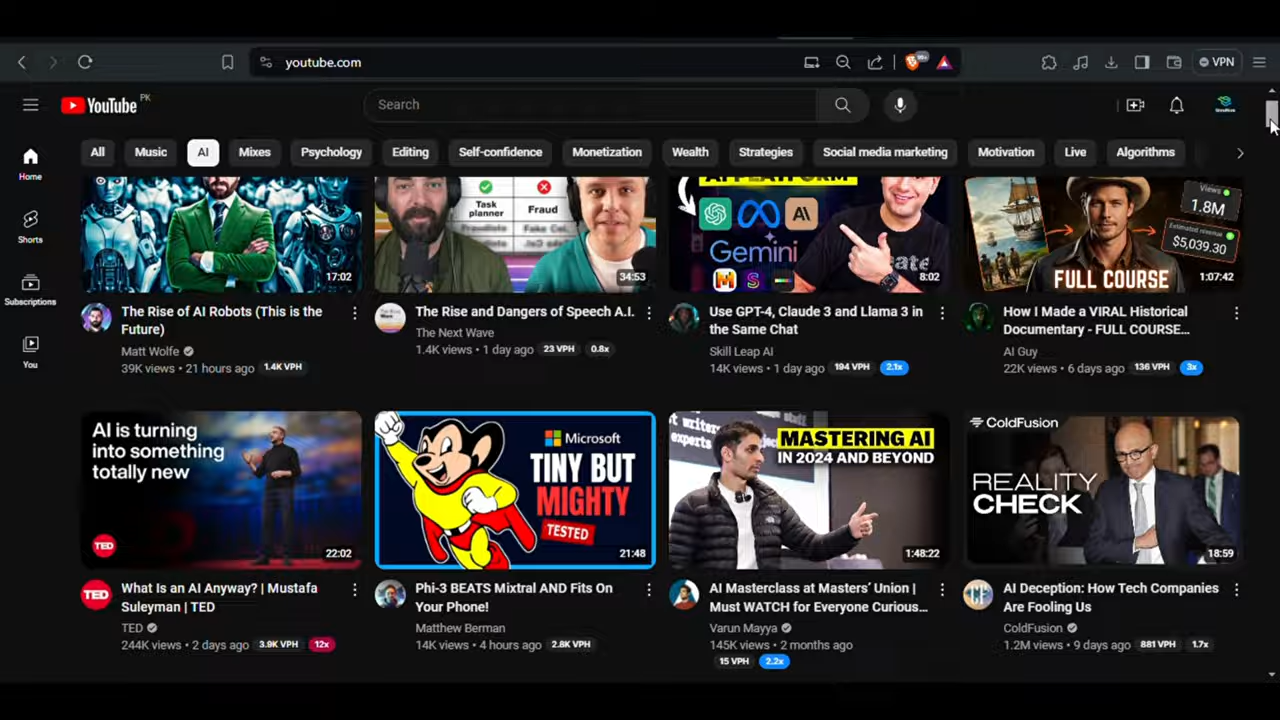 youtube.com
99+
VPN
YouTube PK
Search
All
Music
AI
Mixes
Psychology
Editing
Self-confidence
Monetization
Wealth
Strategies
Social media marketing
Motivation
Live
Algorithms
Home
Shorts
Subscriptions
You
17:02
The Rise of AI Robots (This is the
Future)
Matt Wolfe
39K views • 21 hours ago 1.4K VPH
Task
planner
Fraud
34:53
The Rise and Dangers of Speech A.I.
The Next Wave
1.4K views • 1 day ago 23 VPH 0.8x
AI
Gemini
8:02
Use GPT-4, Claude 3 and Llama 3 in
the Same Chat
Skill Leap AI
14K views • 1 day ago 194 VPH 2.1x
Views
1.8M
Estimated revenue
$5,039.30
FULL COURSE
1:07:42
How I Made a VIRAL Historical
Documentary - FULL COURSE...
AI Guy
22K views • 6 days ago 136 VPH 3x
AI is turning
into something
totally new
TED
22:02
TED
What Is an AI Anyway? | Mustafa
Suleyman | TED
TED
244K views • 2 days ago 3.9K VPH 12x
Microsoft
TINY BUT
MIGHTY
TESTED
21:48
Phi-3 BEATS Mixtral AND Fits On
Your Phone!
Matthew Berman
14K views • 4 hours ago 2.8K VPH
experts
MASTERING AI
IN 2024 AND BEYOND
1:48:22
AI Masterclass at Masters' Union |
Must WATCH for Everyone Curious...
Varun Mayya
145K views • 2 months ago
15 VPH 2.2x
ColdFusion
REALITY
CHECK
18:59
AI Deception: How Tech Companies
Are Fooling Us
ColdFusion
1.2M views • 9 days ago 881 VPH 1.7x